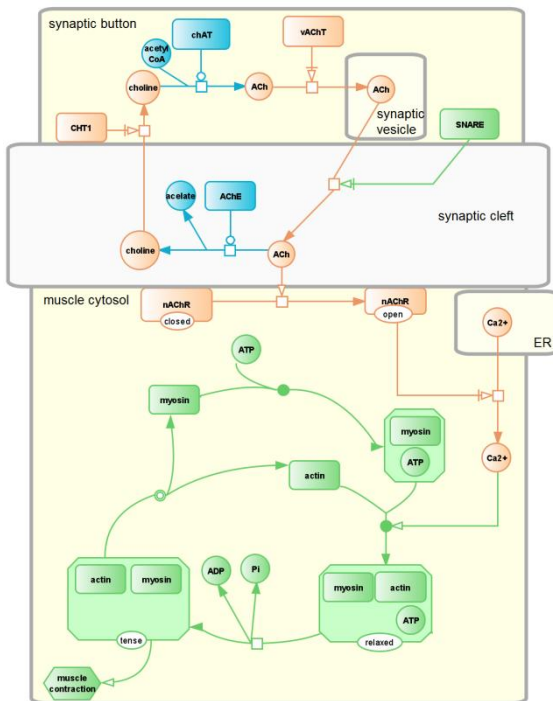 synaptic button
chAT
vAChT
acetyl
CoA
choline
ACh
ACh
synaptic
vesicle
CHT1
SNARE
acelate
AChE
synaptic cleft
choline
ACh
muscle cytosol
nAChR
closed
nAChR
open
Ca2+
ER
ATP
myosin
myosin
ATP
Ca2+
actin
ADP
Pi
actin
myosin
tense
myosin
actin
ATP
relaxed
muscle
contraction